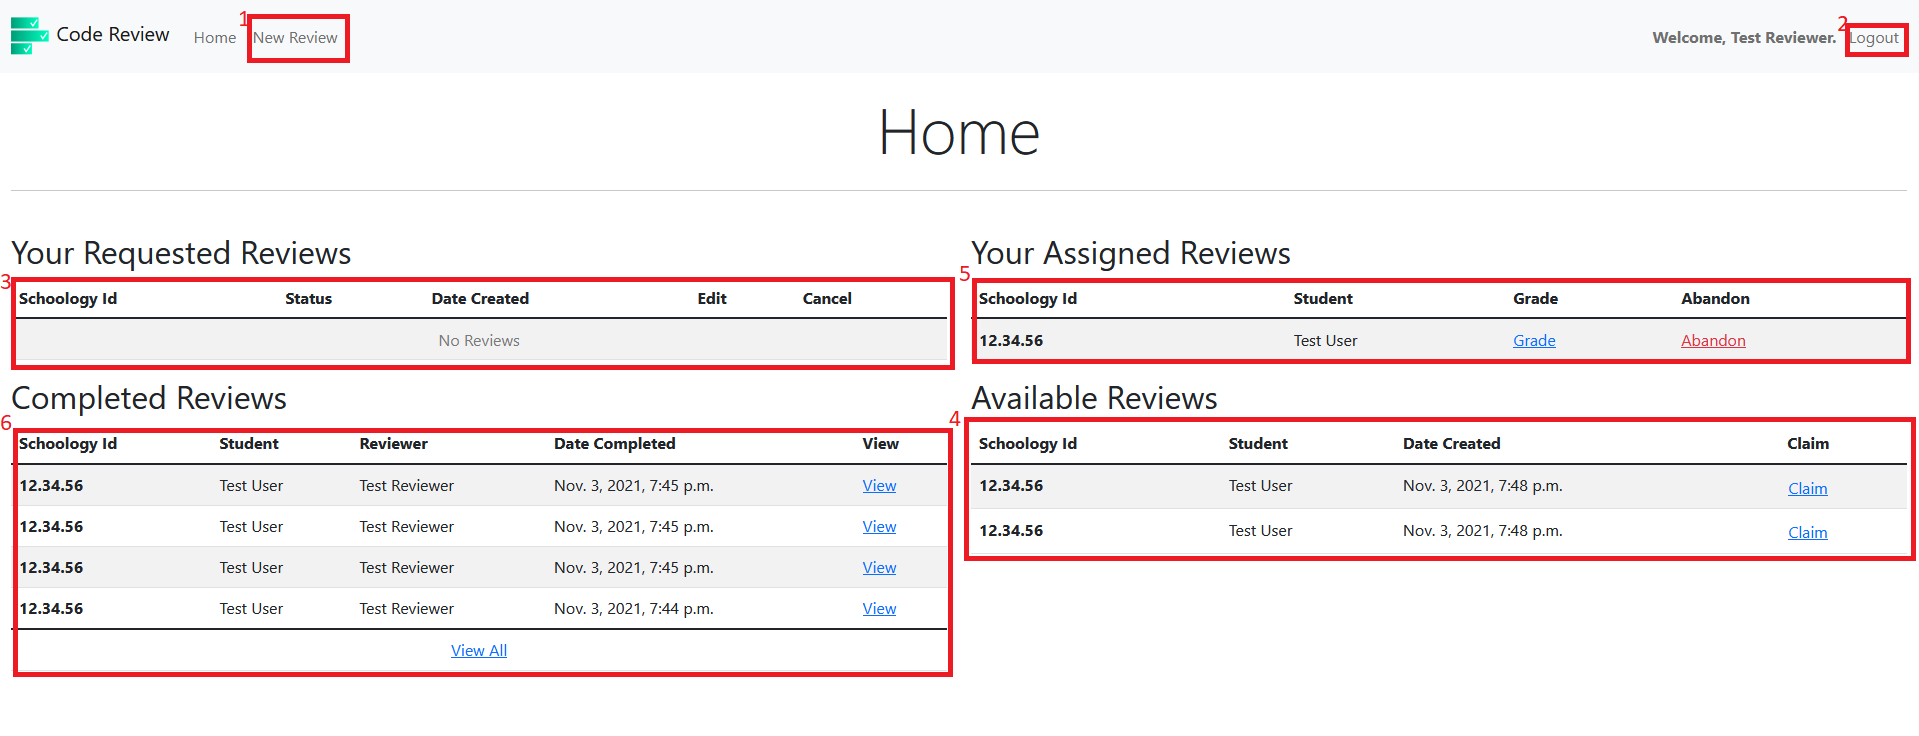 1
Code Review Home New Review
2
Welcome, Test Reviewer. Logout
Home
Your Requested Reviews
3
Schoology Id Status Date Created Edit Cancel
No Reviews
Your Assigned Reviews
5
Schoology Id Student Grade Abandon
12.34.56 Test User Grade Abandon
Completed Reviews
6
Schoology Id Student Reviewer Date Completed View
12.34.56 Test User Test Reviewer Nov. 3, 2021, 7:45 p.m. View
12.34.56 Test User Test Reviewer Nov. 3, 2021, 7:45 p.m. View
12.34.56 Test User Test Reviewer Nov. 3, 2021, 7:45 p.m. View
12.34.56 Test User Test Reviewer Nov. 3, 2021, 7:44 p.m. View
View All
Available Reviews
4
Schoology Id Student Date Created Claim
12.34.56 Test User Nov. 3, 2021, 7:48 p.m. Claim
12.34.56 Test User Nov. 3, 2021, 7:48 p.m. Claim